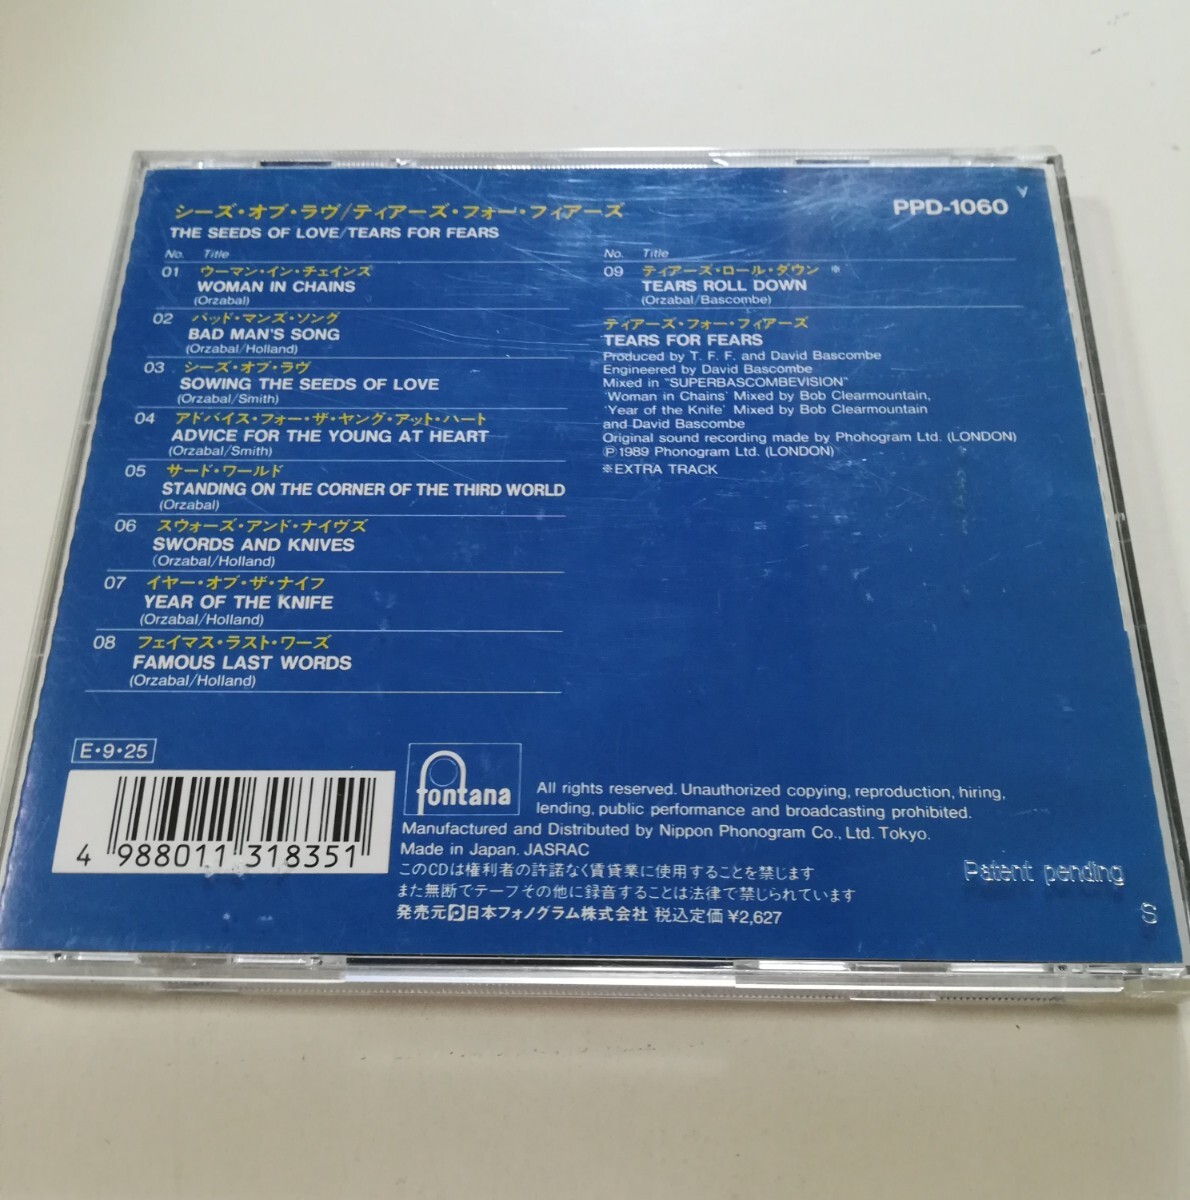 シーズ・オブ・ラヴ/ティアーズ・フォー・フィアーズ
THE SEEDS OF LOVE/TEARS FOR FEARS
PPD-1060
No. Title
01 ウーマン・イン・チェインズ
WOMAN IN CHAINS
(Orzabal)
02 バッド・マンズ・ソング
BAD MAN'S SONG
(Orzabal/Holland)
03 シーズ・オブ・ラヴ
SOWING THE SEEDS OF LOVE
(Orzabal/Smith)
04 アドバイス・フォー・ザ・ヤング・アット・ハート
ADVICE FOR THE YOUNG AT HEART
(Orzabal/Smith)
05 サード・ワールド
STANDING ON THE CORNER OF THE THIRD WORLD
(Orzabal)
06 スウォーズ・アンド・ナイヴズ
SWORDS AND KNIVES
(Orzabal/Holland)
07 イヤー・オブ・ザ・ナイフ
YEAR OF THE KNIFE
(Orzabal/Holland)
08 フェイマス・ラスト・ワーズ
FAMOUS LAST WORDS
(Orzabal/Holland)
No. Title
09 ティアーズ・ロール・ダウン ※
TEARS ROLL DOWN
(Orzabal/Bascombe)
ティアーズ・フォー・フィアーズ
TEARS FOR FEARS
Produced by T. F. F. and David Bascombe
Engineered by David Bascombe
Mixed in "SUPERBASCOMBEVISION"
'Woman in Chains' Mixed by Bob Clearmountain,
'Year of the Knife' Mixed by Bob Clearmountain
and David Bascombe
Original sound recording made by Phohogram Ltd. (LONDON)
Ⓟ1989 Phonogram Ltd. (LONDON)
※EXTRA TRACK
E・9・25
4 988011 318351
fontana
All rights reserved. Unauthorized copying, reproduction, hiring,
lending, public performance and broadcasting prohibited.
Manufactured and Distributed by Nippon Phonogram Co., Ltd. Tokyo.
Made in Japan. JASRAC
このCDは権利者の許諾なく賃貸業に使用することを禁じます
また無断でテープその他に録音することは法律で禁じられています
発売元 日本フォノグラム株式会社 税込定価¥2,627
Patent pending
S